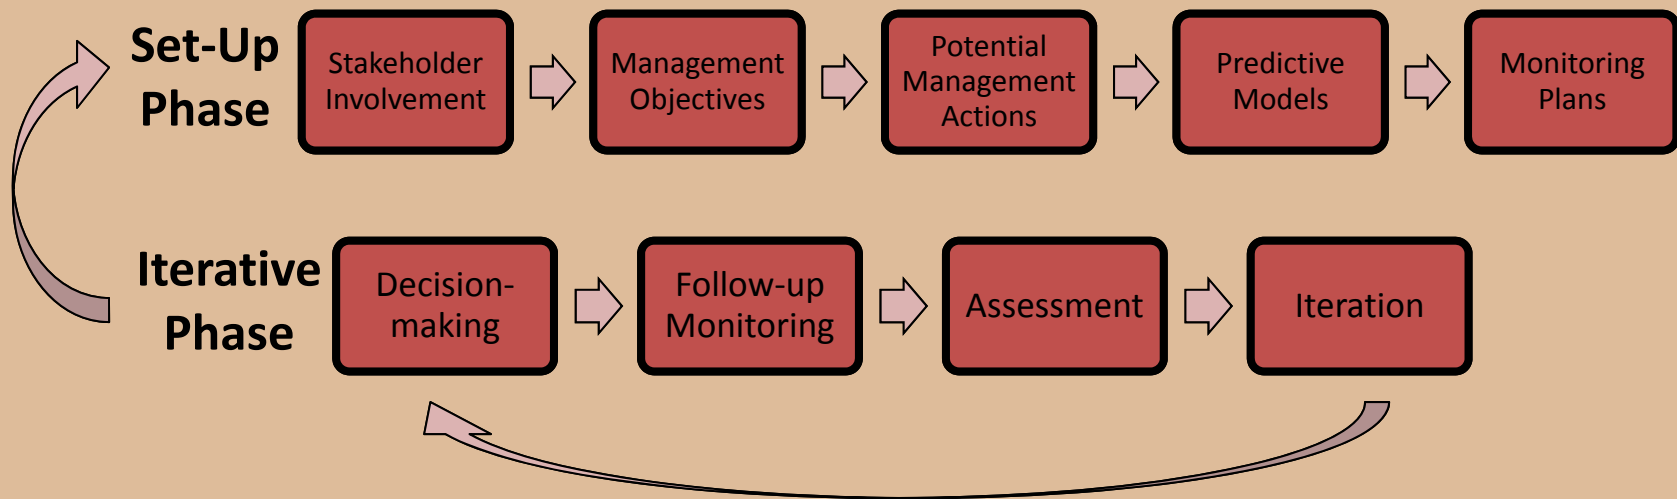 Set-Up
Phase
Stakeholder
Involvement
Management
Objectives
Potential
Management
Actions
Predictive
Models
Monitoring
Plans
Iterative
Phase
Decision-
making
Follow-up
Monitoring
Assessment
Iteration